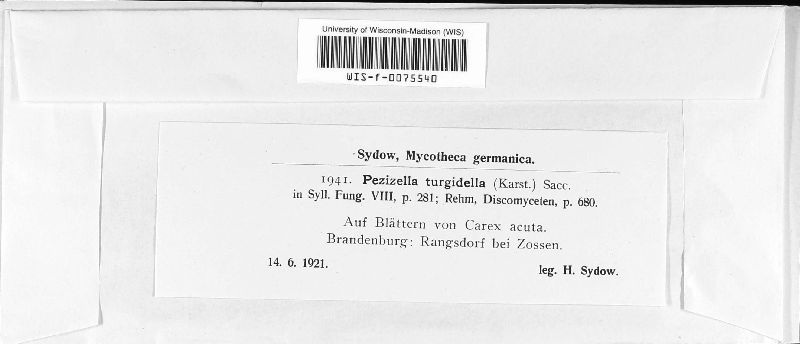 University of Wisconsin-Madison (WIS)
WIS-f-0075540
Sydow, Mycotheca germanica.
1941. Pezizella turgidella (Karst.) Sacc.
in Syll. Fung. VIII, p. 281; Rehm, Discomyceten, p. 680.
Auf Blättern von Carex acuta.
Brandenburg: Rangsdorf bei Zossen.
14. 6. 1921.
leg. H. Sydow.